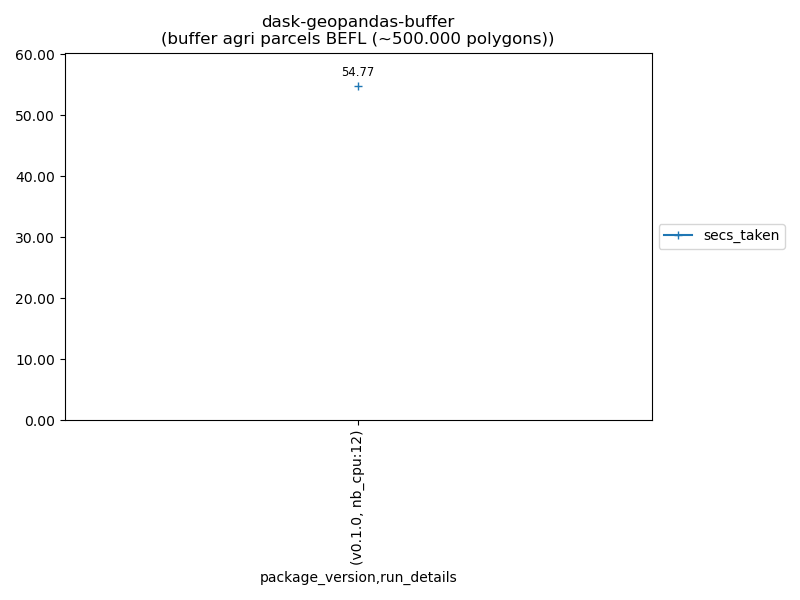 dask-geopandas-buffer
(buffer agri parcels BEFL (~500.000 polygons))
60.00
54.77
50.00
40.00
30.00
secs_taken
20.00
10.00
0.00
(v0.1.0, nb_cpu:12)
package_version,run_details